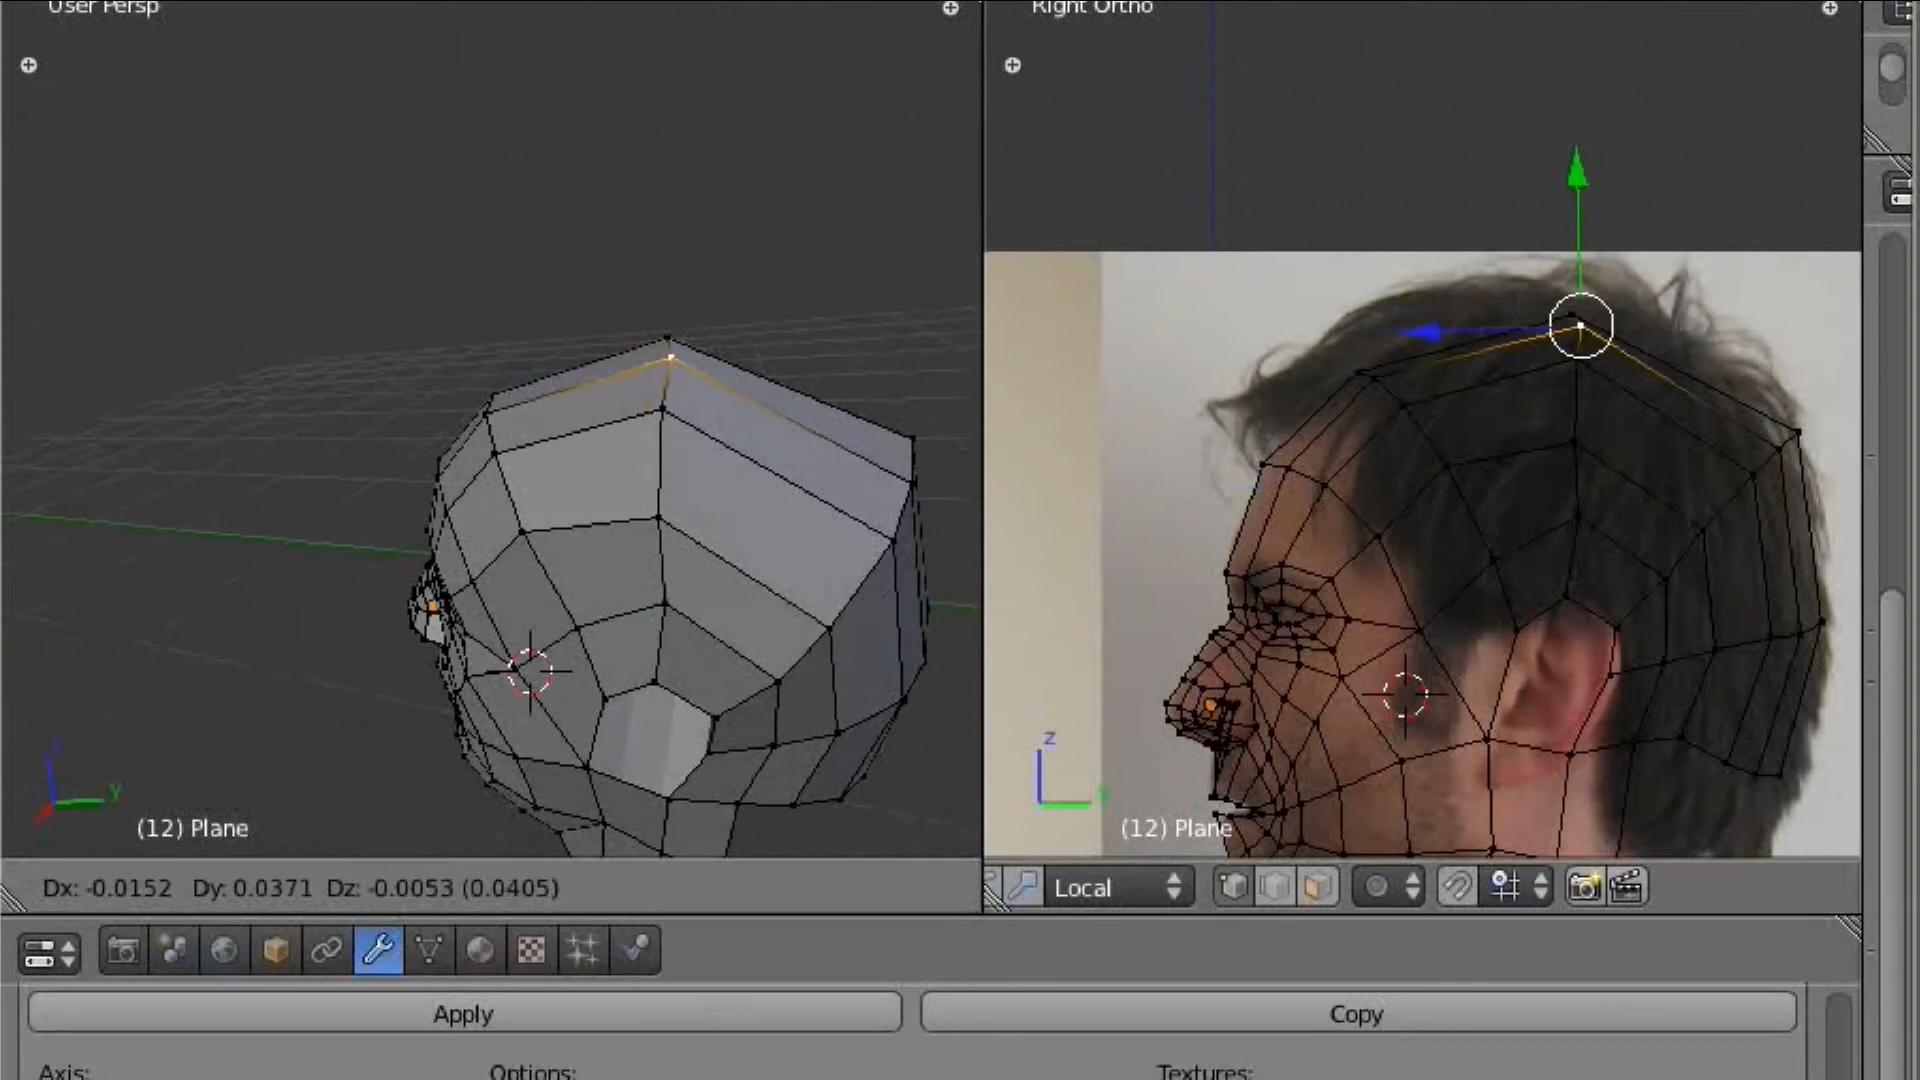 User Persp
Right Ortho
z
y
(12) Plane
(12) Plane
Dx: -0.0152 Dy: 0.0371 Dz: -0.0053 (0.0405)
Local
Apply
Copy
Axis:
Options:
Textures: